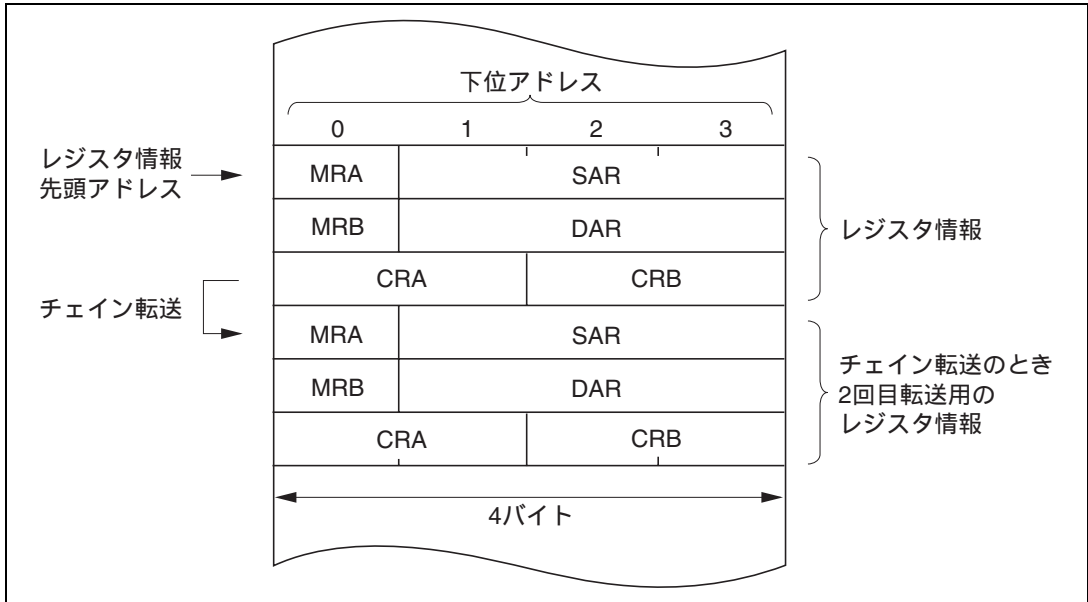 下位アドレス
0 1 2 3
レジスタ情報
先頭アドレス
MRA SAR
MRB DAR
レジスタ情報
CRA CRB
チェイン転送
MRA SAR
MRB DAR
チェイン転送のとき
2回目転送用の
レジスタ情報
CRA CRB
4バイト